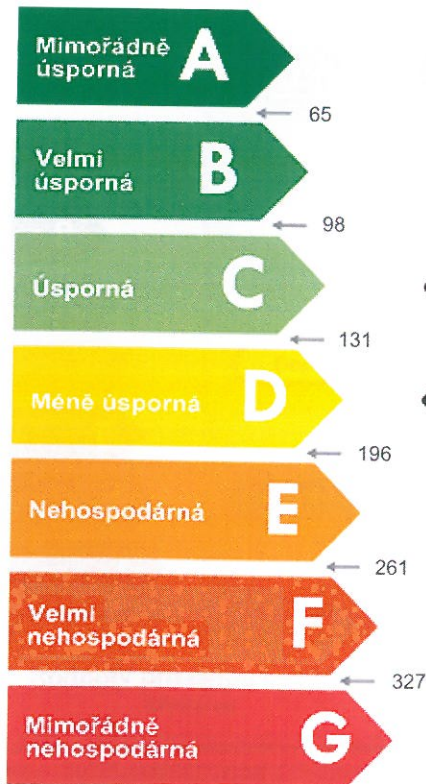 Mimořádně
úsporná
A
← 65
Velmi
úsporná
B
← 98
Úsporná
C
← 131
Méně úsporná
D
← 196
Nehospodárná
E
← 261
Velmi
nehospodárná
F
← 327
Mimořádně
nehospodárná
G